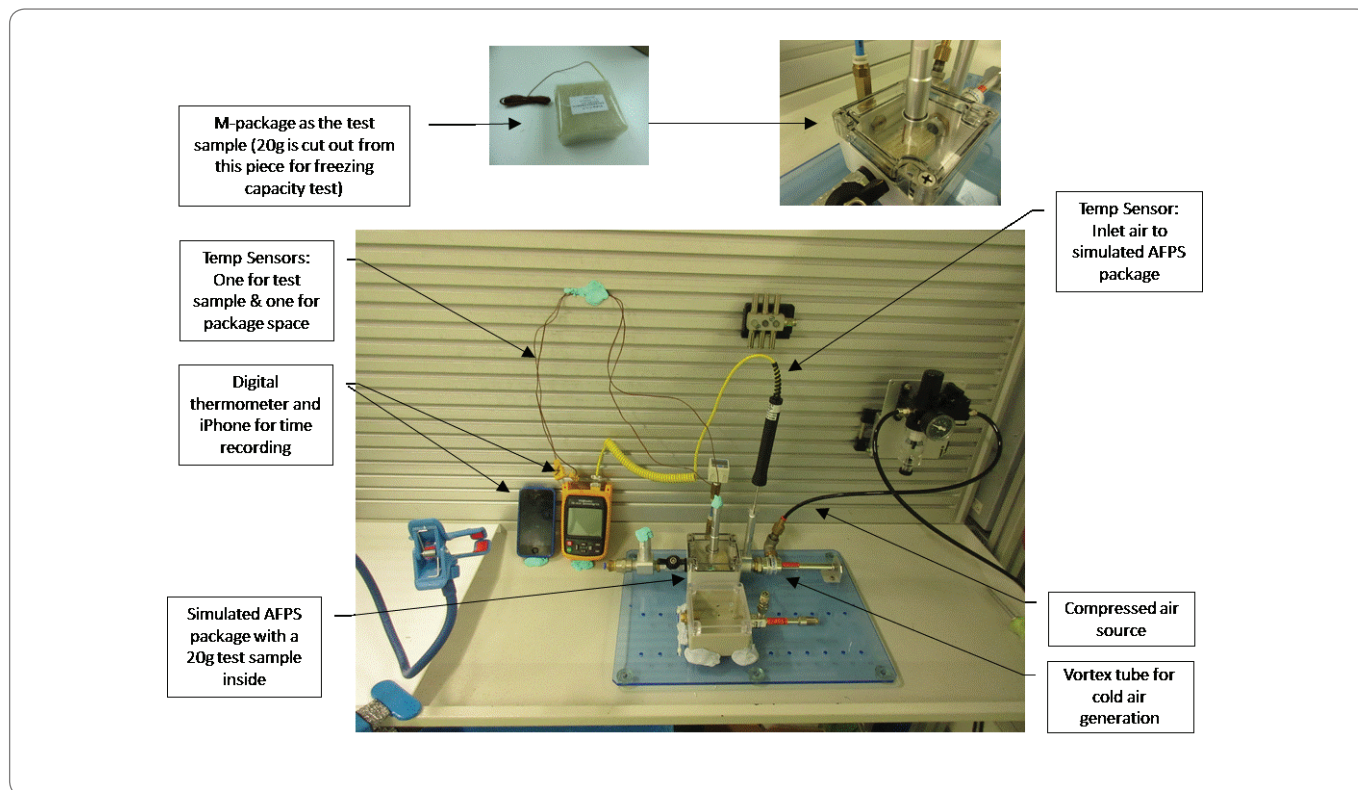 M-package as the test
sample (20g is cut out from
this piece for freezing
capacity test)
Temp Sensor:
Inlet air to
simulated AFPS
package
Temp Sensors:
One for test
sample & one for
package space
Digital
thermometer and
iPhone for time
recording
Simulated AFPS
package with a
20g test sample
inside
Compressed air
source
Vortex tube for
cold air
generation